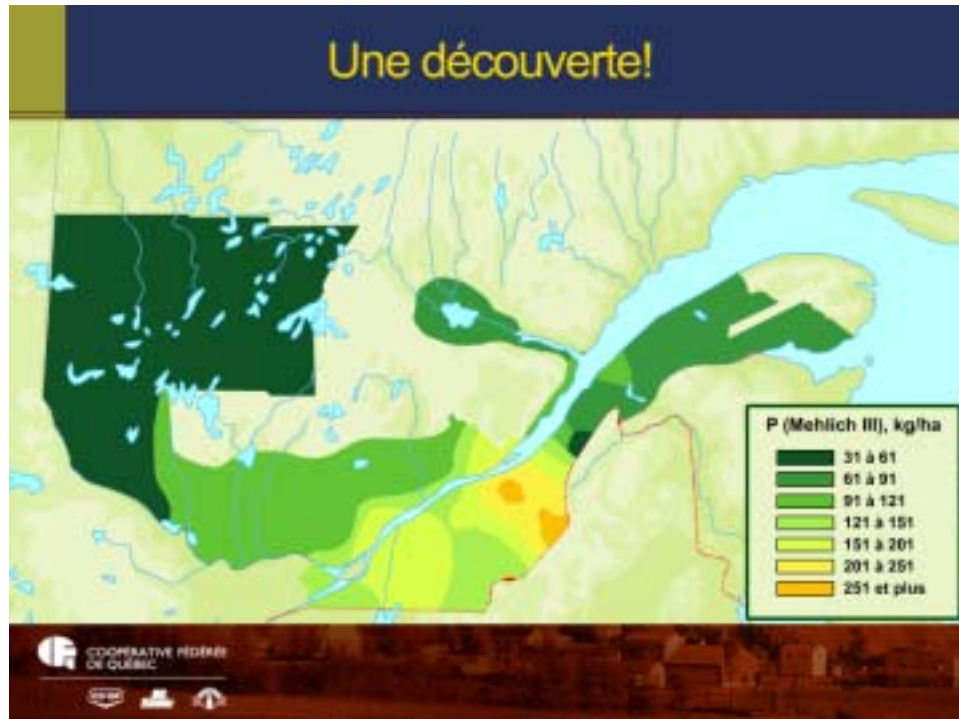 Une découverte!
P (Mehlich III), kg/ha
31 à 61
61 à 91
91 à 121
121 à 151
151 à 201
201 à 251
251 et plus
COOPÉRATIVE FÉDÉRÉE
DE QUÉBEC